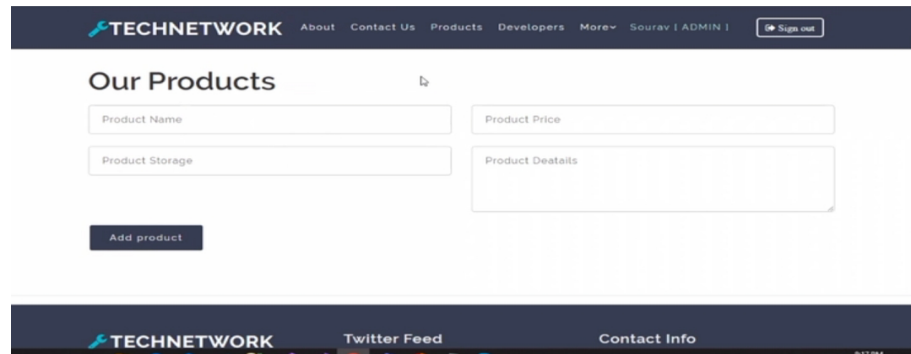 TECHNETWORK About Contact Us Products Developers More Sourav [ ADMIN ] Sign out
Our Products
Product Name Product Price
Product Storage Product Deatails
Add product
TECHNETWORK Twitter Feed Contact Info